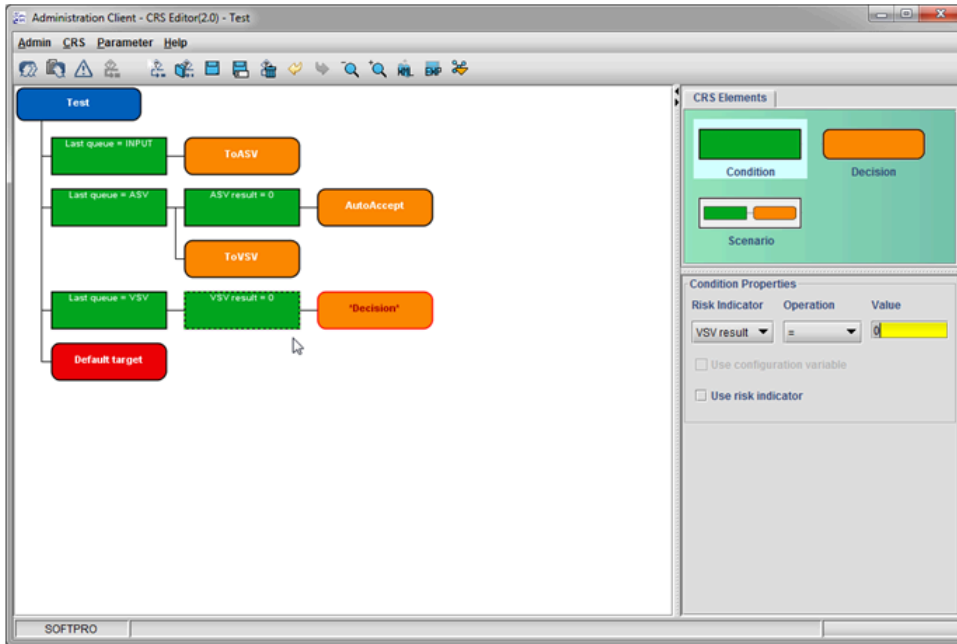 Administration Client - CRS Editor(2.0) - Test
Admin CRS Parameter Help
XML EXP
Test
CRS Elements
Last queue = INPUT
ToASV
Condition
Decision
Last queue = ASV
ASV result = 0
AutoAccept
Scenario
ToVSV
Condition Properties
Last queue = VSV
VSV result = 0
*Decision*
Risk Indicator Operation Value
VSV result = 0
Default target
Use configuration variable
Use risk indicator
SOFTPRO